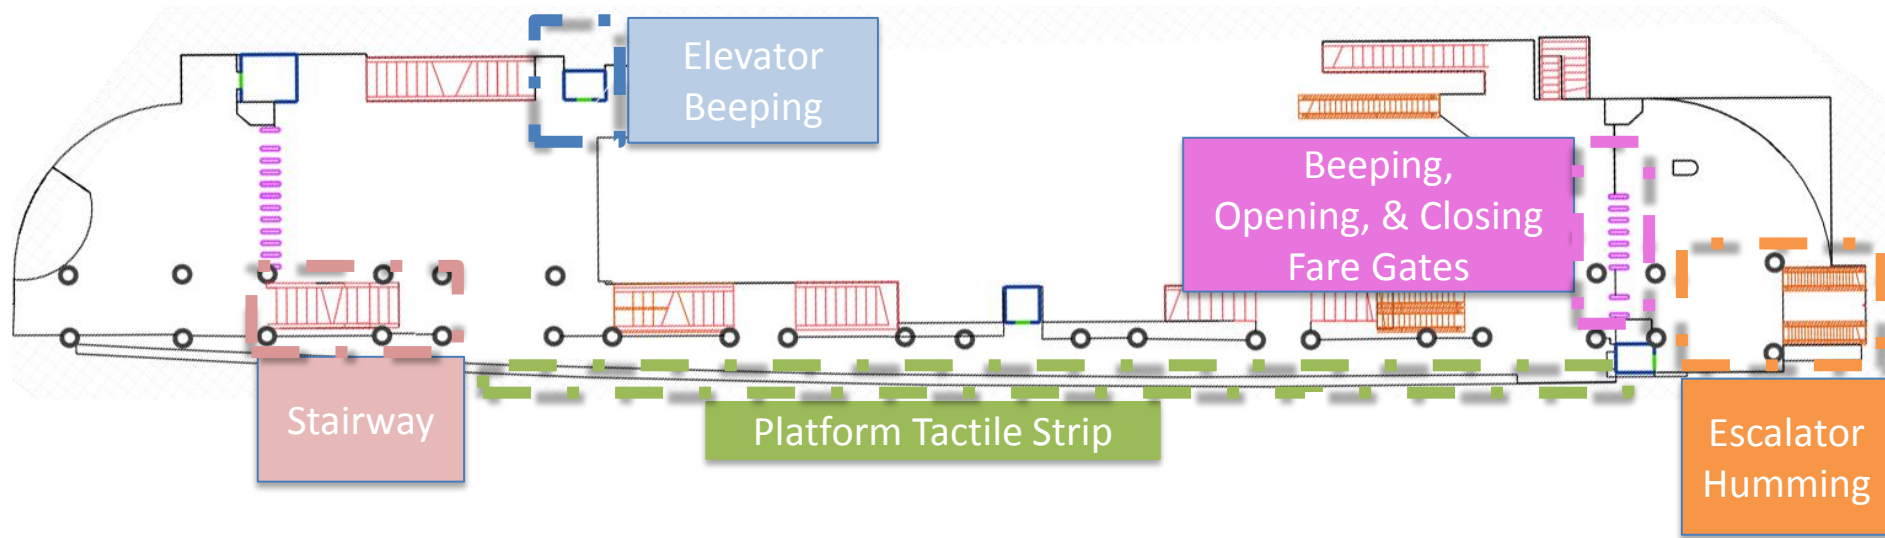 Elevator
Beeping
Beeping,
Opening, & Closing
Fare Gates
Stairway
Platform Tactile Strip
Escalator
Humming